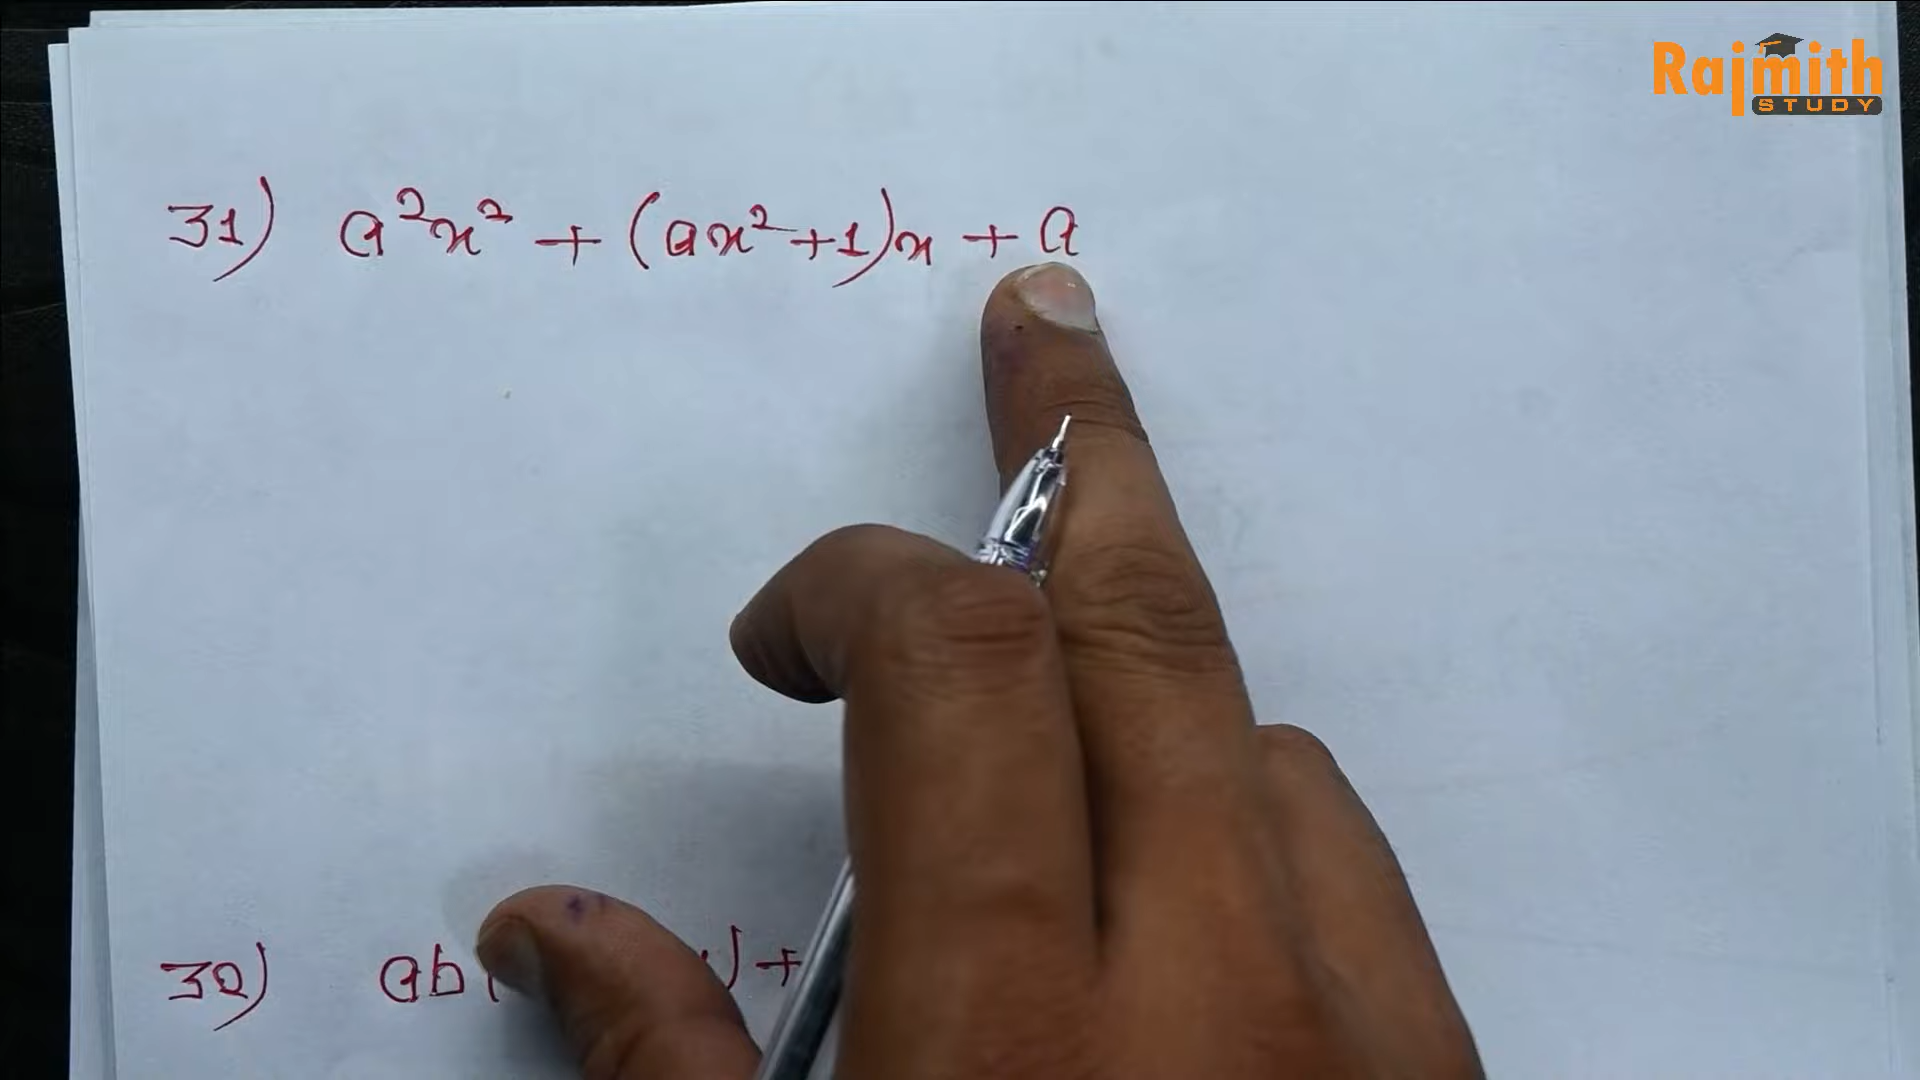 Rajmith
STUDY
31) a²x² + (ax²+1)x + a
32) ab( ) +